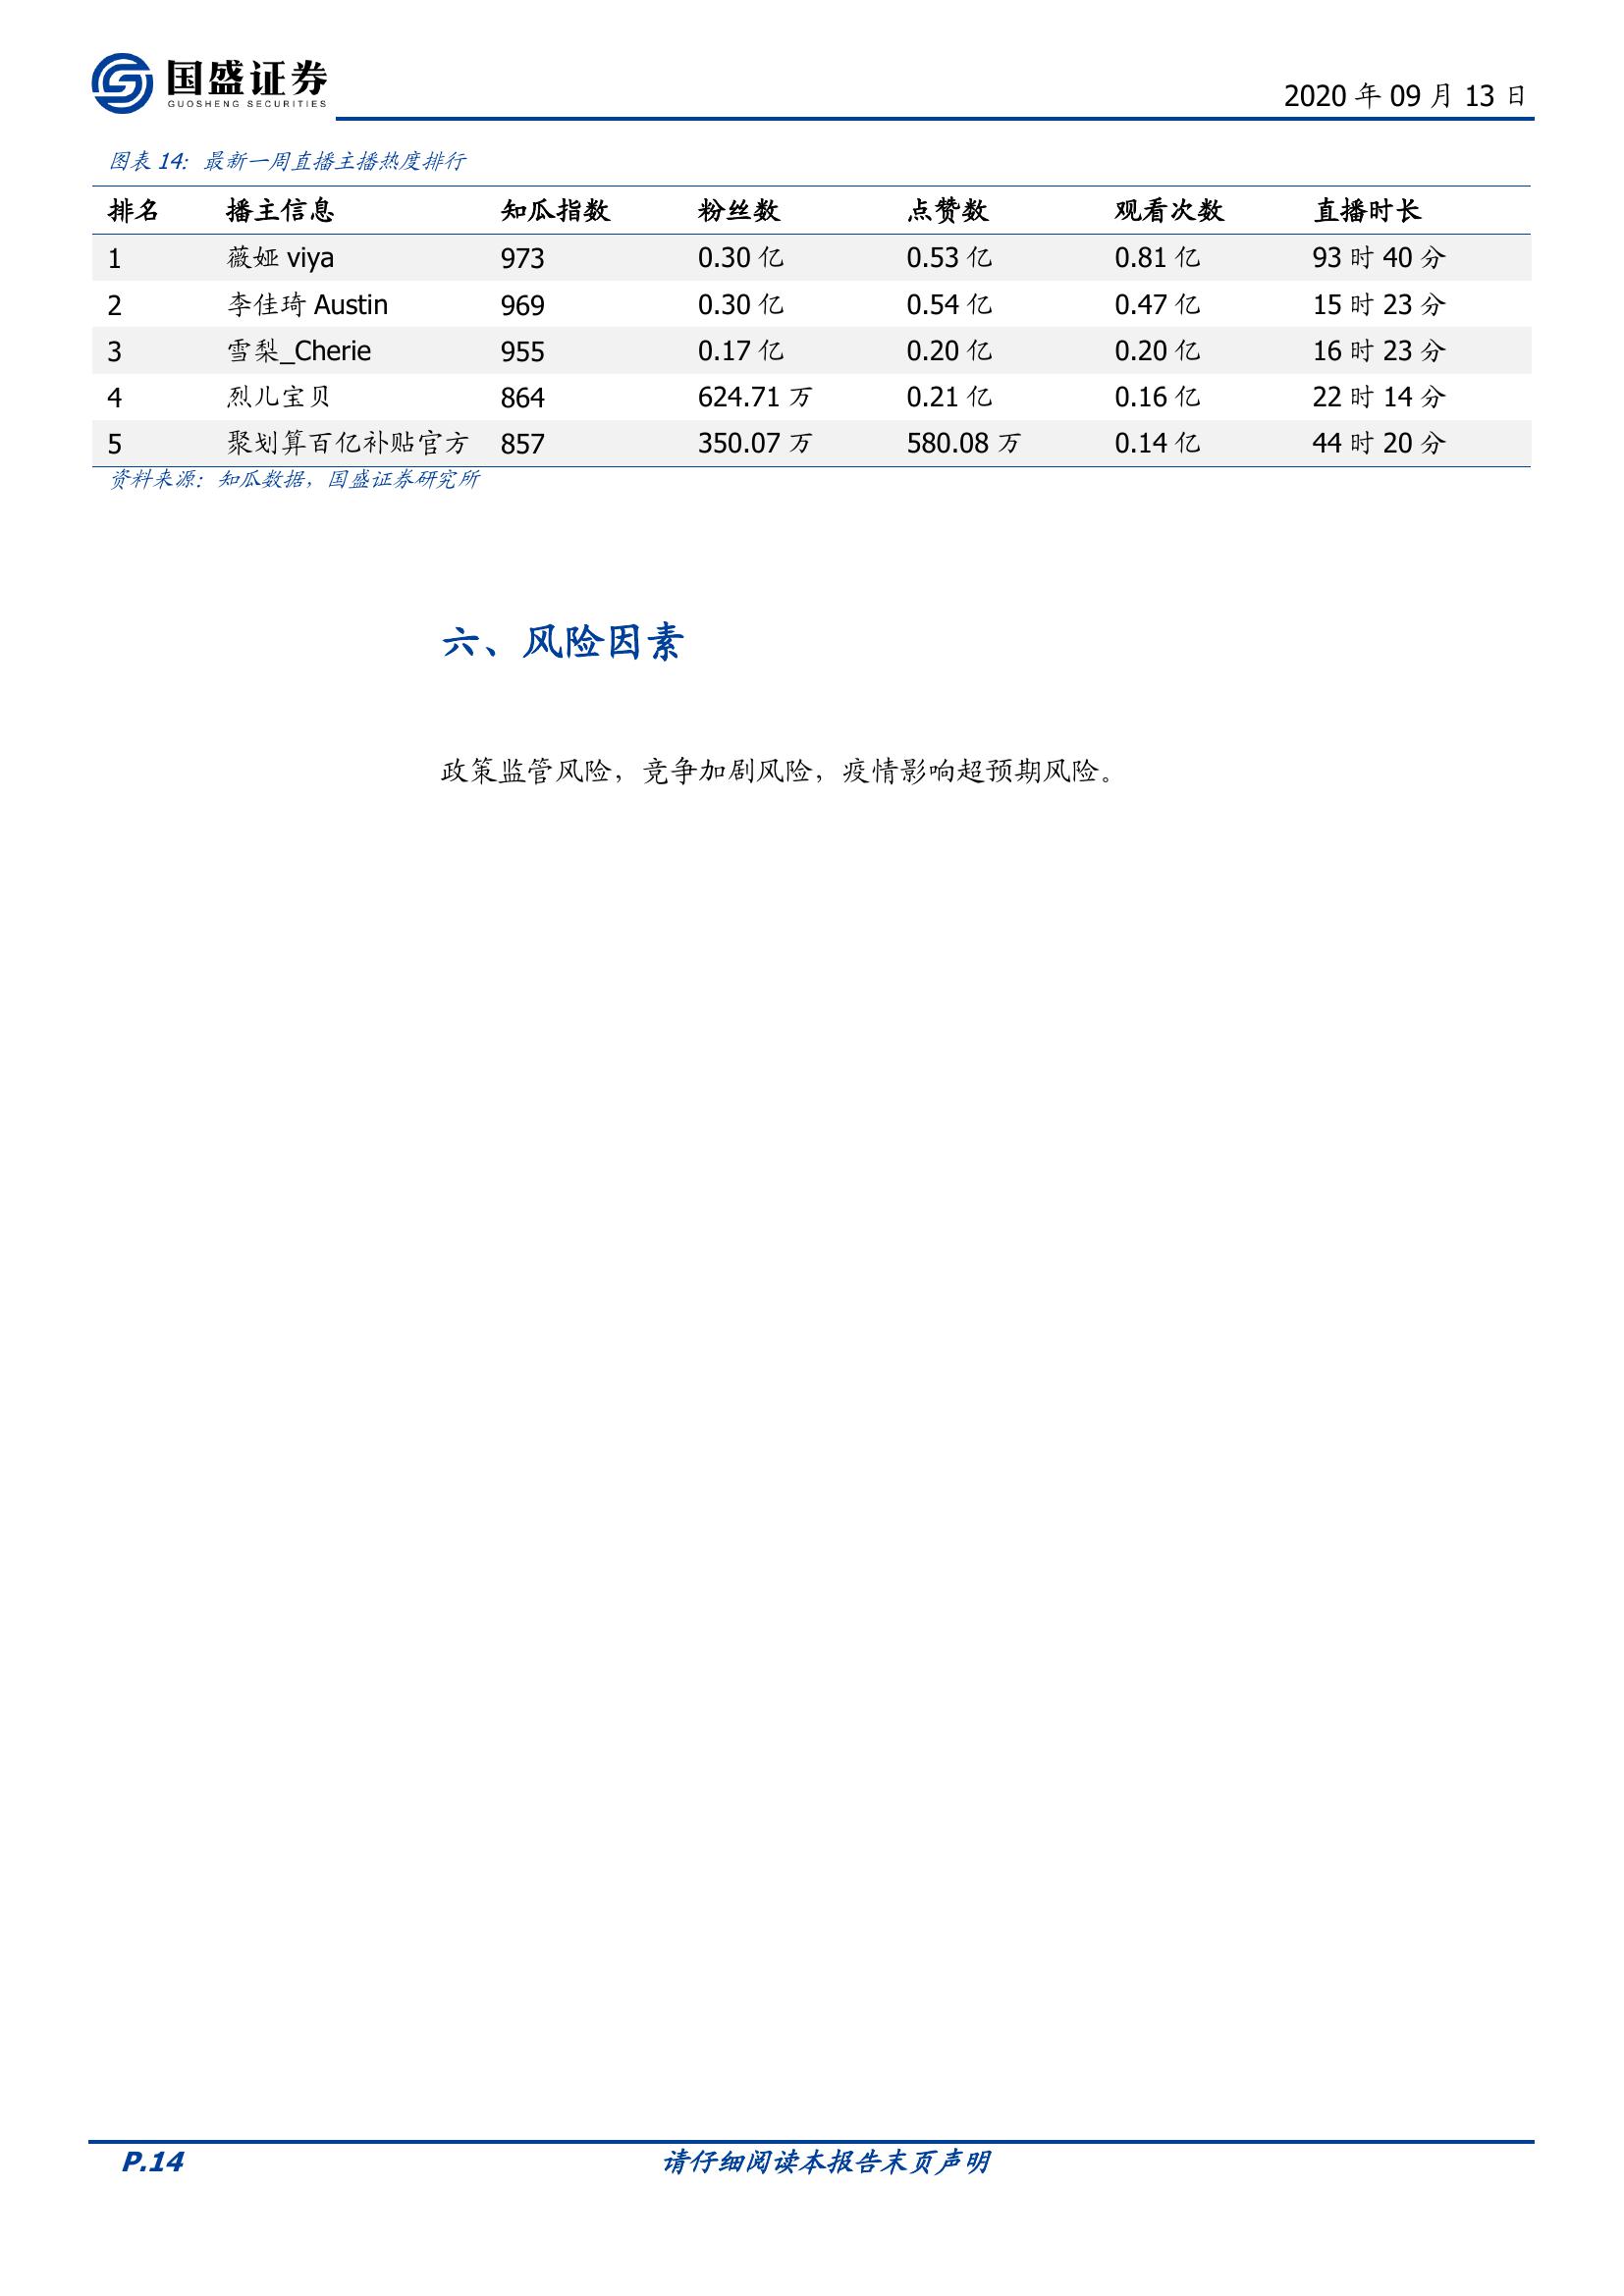 国盛证券
GUOSHENG SECURITIES
2020 年 09 月 13 日
图表 14: 最新一周直播主播热度排行
排名 播主信息 知瓜指数 粉丝数 点赞数 观看次数 直播时长
1 薇娅 viya 973 0.30 亿 0.53 亿 0.81 亿 93 时 40 分
2 李佳琦 Austin 969 0.30 亿 0.54 亿 0.47 亿 15 时 23 分
3 雪梨_Cherie 955 0.17 亿 0.20 亿 0.20 亿 16 时 23 分
4 烈儿宝贝 864 624.71 万 0.21 亿 0.16 亿 22 时 14 分
5 聚划算百亿补贴官方 857 350.07 万 580.08 万 0.14 亿 44 时 20 分
资料来源：知瓜数据，国盛证券研究所
六、风险因素
政策监管风险，竞争加剧风险，疫情影响超预期风险。
P.14 请仔细阅读本报告末页声明